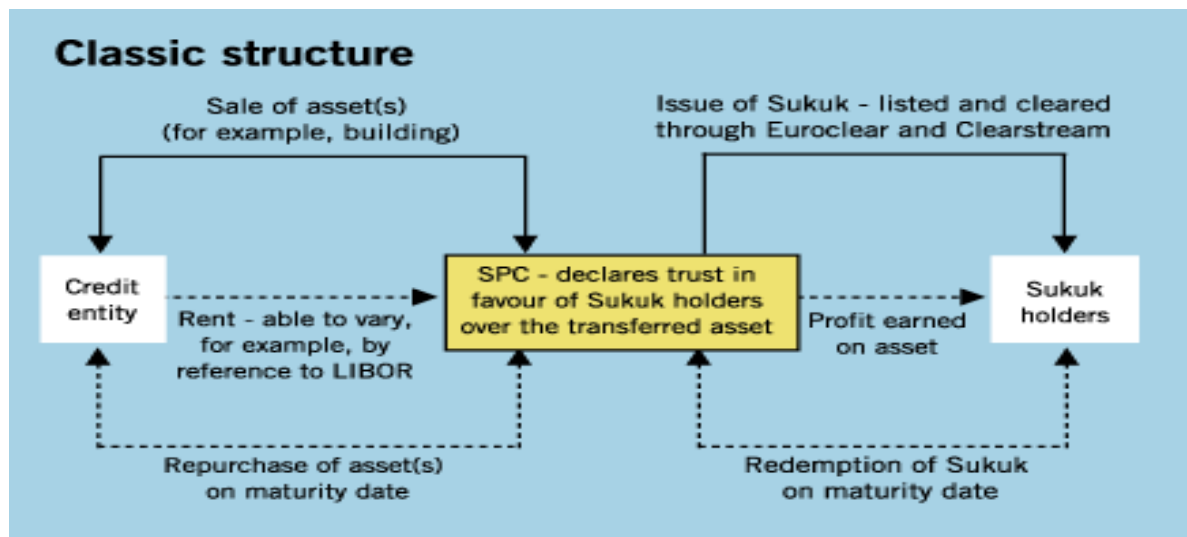 Classic structure
Sale of asset(s)
(for example, building)
Issue of Sukuk - listed and cleared
through Euroclear and Clearstream
Credit
entity
Rent - able to vary,
for example, by
reference to LIBOR
SPC - declares trust in
favour of Sukuk holders
over the transferred asset
Profit earned
on asset
Sukuk
holders
Repurchase of asset(s)
on maturity date
Redemption of Sukuk
on maturity date